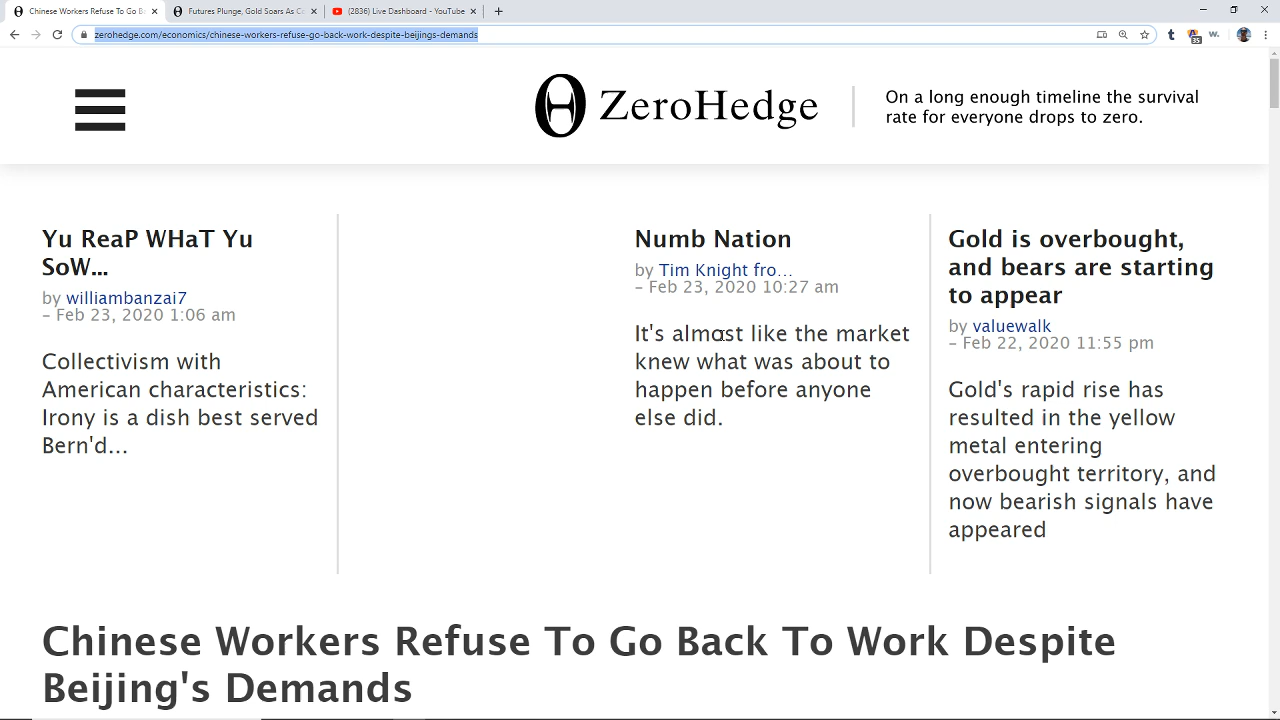 Chinese Workers Refuse To Go B
Futures Plunge, Gold Soars As C
(2836) Live Dashboard - YouTube
zerohedge.com/economics/chinese-workers-refuse-go-back-work-despite-beijings-demands
35
ZeroHedge
On a long enough timeline the survival
rate for everyone drops to zero.
Yu ReaP WHaT Yu
SoW...
by williambanzai7
– Feb 23, 2020 1:06 am
Collectivism with
American characteristics:
Irony is a dish best served
Bern'd...
Numb Nation
by Tim Knight fro...
– Feb 23, 2020 10:27 am
It's almost like the market
knew what was about to
happen before anyone
else did.
Gold is overbought,
and bears are starting
to appear
by valuewalk
– Feb 22, 2020 11:55 pm
Gold's rapid rise has
resulted in the yellow
metal entering
overbought territory, and
now bearish signals have
appeared
Chinese Workers Refuse To Go Back To Work Despite
Beijing's Demands